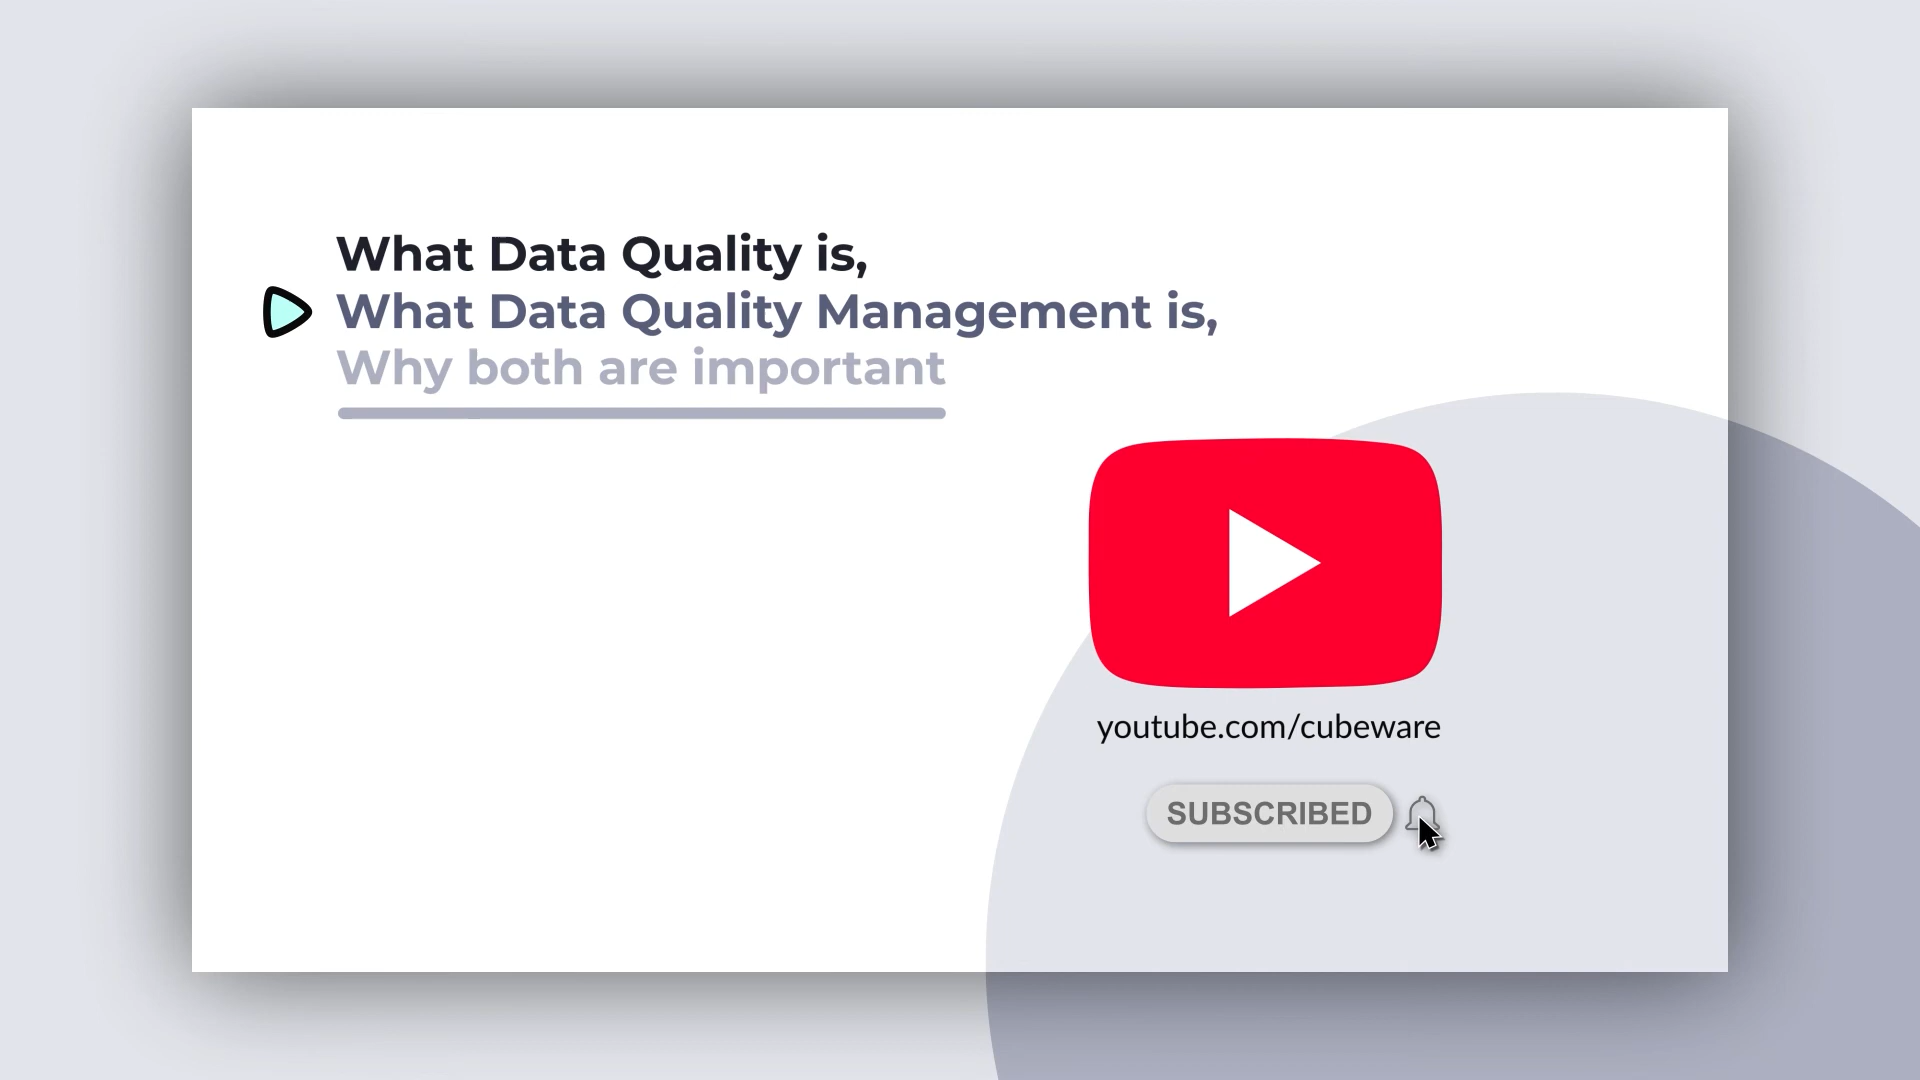 What Data Quality is,
What Data Quality Management is,
Why both are important
youtube.com/cubeware
SUBSCRIBED